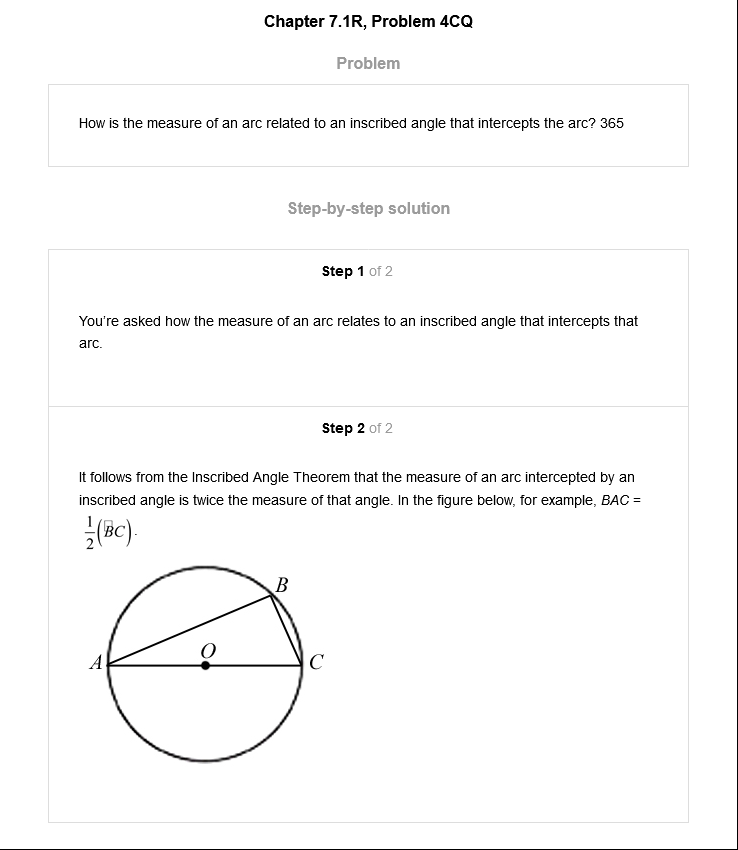 Chapter 7.1R, Problem 4CQ
Problem
How is the measure of an arc related to an inscribed angle that intercepts the arc? 365
Step-by-step solution
Step 1 of 2
You’re asked how the measure of an arc relates to an inscribed angle that intercepts that
arc.
Step 2 of 2
It follows from the Inscribed Angle Theorem that the measure of an arc intercepted by an
inscribed angle is twice the measure of that angle. In the figure below, for example, BAC =
1/2(BC).
B
O
A
C